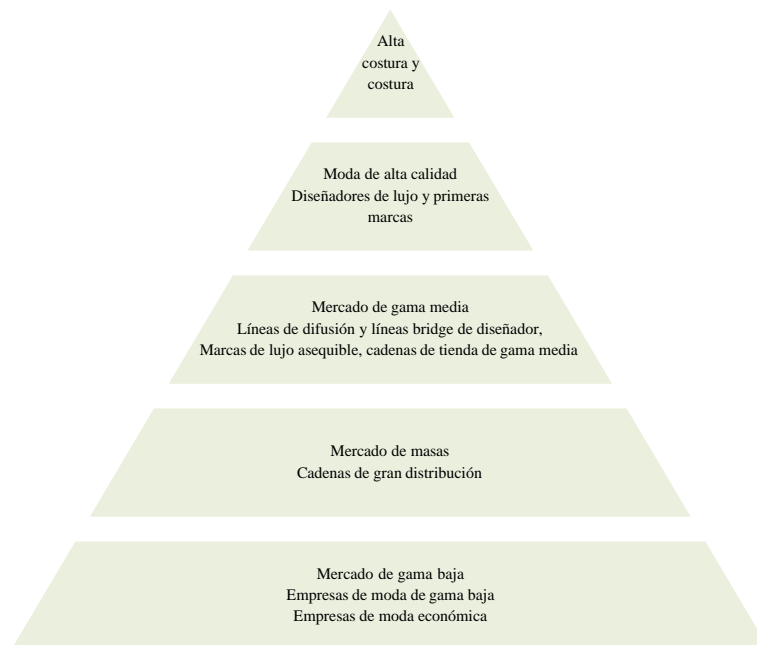 Alta
costura y
costura
Moda de alta calidad
Diseñadores de lujo y primeras
marcas
Mercado de gama media
Líneas de difusión y líneas bridge de diseñador,
Marcas de lujo asequible, cadenas de tienda de gama media
Mercado de masas
Cadenas de gran distribución
Mercado de gama baja
Empresas de moda de gama baja
Empresas de moda económica